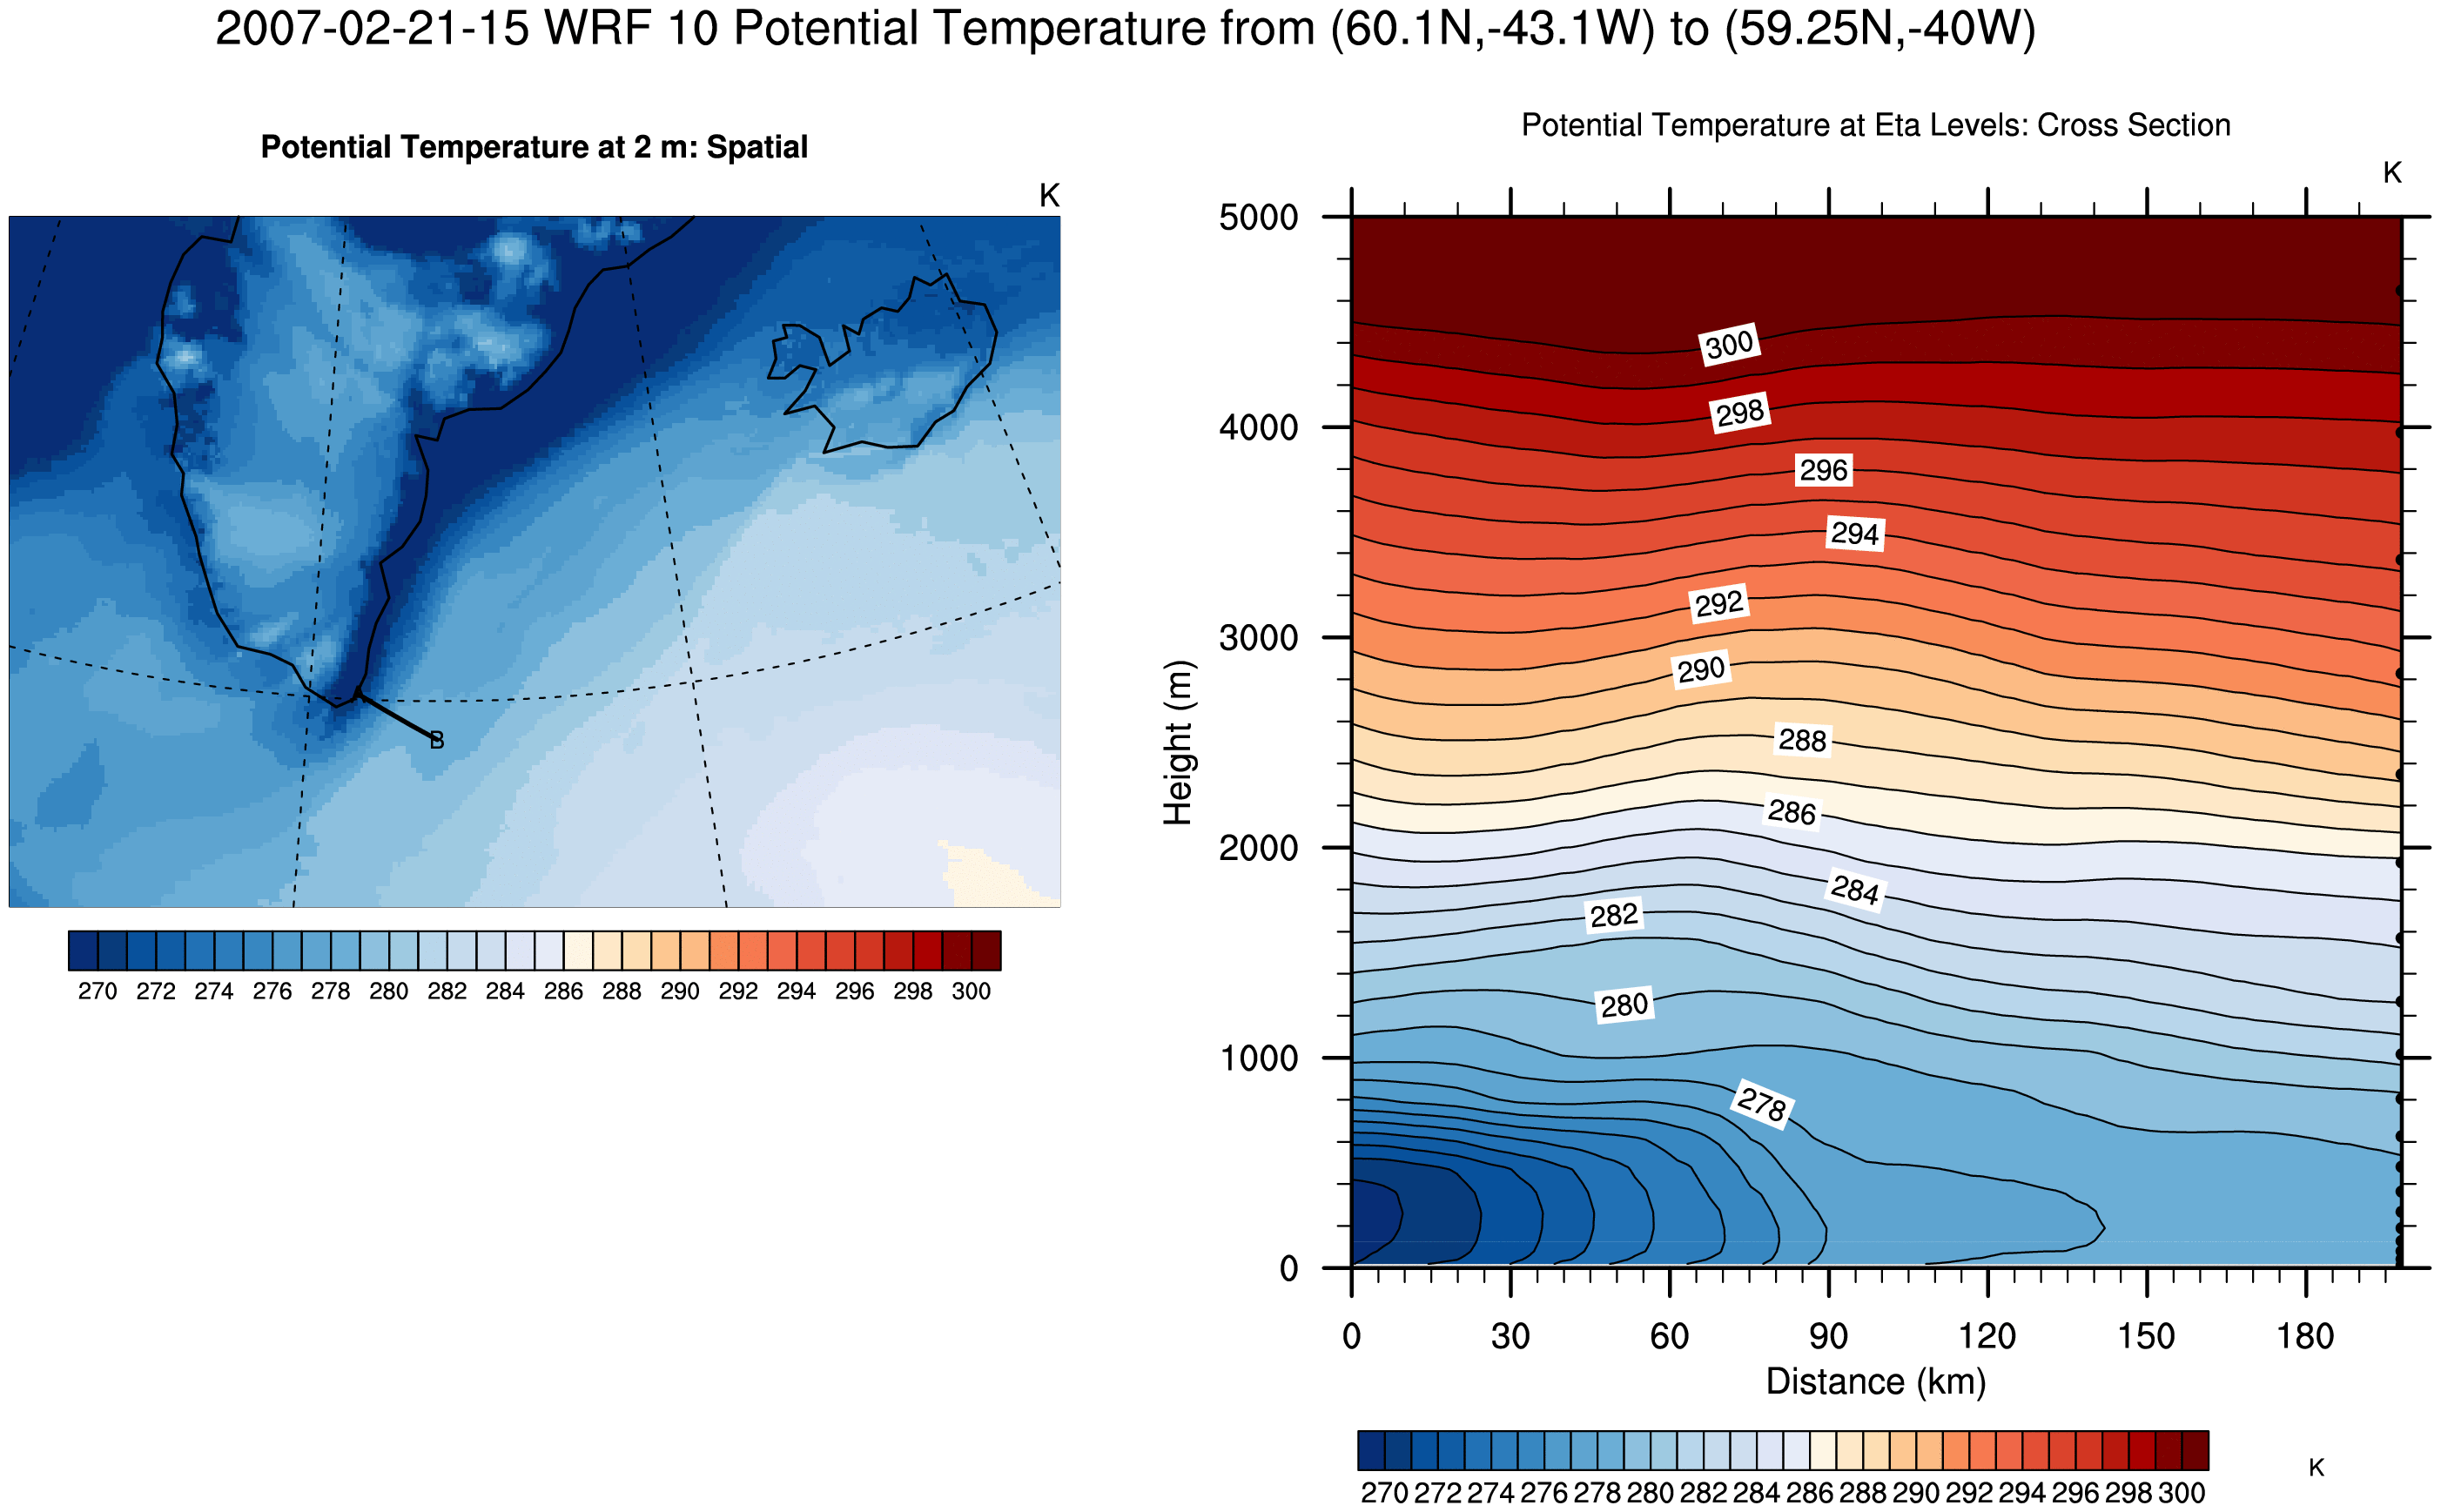 2007-02-21-15 WRF 10 Potential Temperature from (60.1N,-43.1W) to (59.25N,-40W)
Potential Temperature at 2 m: Spatial
K
B
270 272 274 276 278 280 282 284 286 288 290 292 294 296 298 300
Potential Temperature at Eta Levels: Cross Section
K
5000
4000
3000
2000
1000
0
Height (m)
300
298
296
294
292
290
288
286
284
282
280
278
0 30 60 90 120 150 180
Distance (km)
270 272 274 276 278 280 282 284 286 288 290 292 294 296 298 300
K